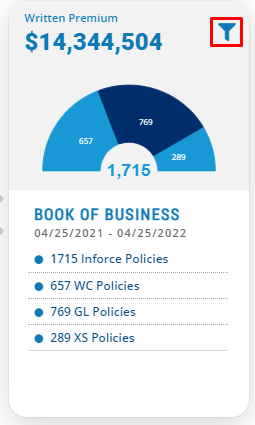 Written Premium
$14,344,504
769
657
289
1,715
BOOK OF BUSINESS
04/25/2021 - 04/25/2022
1715 Inforce Policies
657 WC Policies
769 GL Policies
289 XS Policies